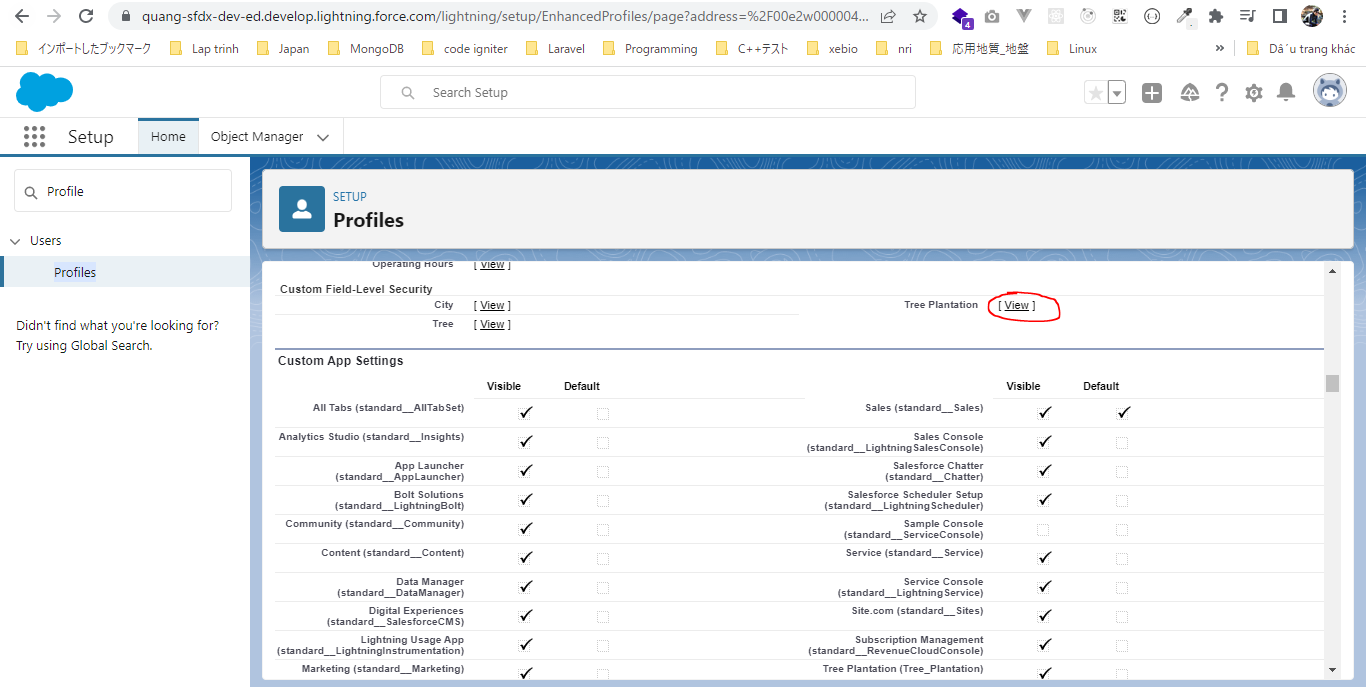 quang-sfdx-dev-ed.develop.lightning.force.com/lightning/setup/EnhancedProfiles/page?address=%2F00e2w000004...
4
インポートしたブックマーク Lap trinh Japan MongoDB code igniter Laravel Programming C++テスト xebio nri 応用地質_地盤 Linux » Dấu trang khác
Search Setup
Setup Home Object Manager
Profile
Users
Profiles
Didn't find what you're looking for?
Try using Global Search.
SETUP
Profiles
Operating Hours [ View ]
Custom Field-Level Security
City [ View ] Tree Plantation [ View ]
Tree [ View ]
Custom App Settings
Visible Default Visible Default
All Tabs (standard__AllTabSet) Sales (standard__Sales)
Analytics Studio (standard__Insights) Sales Console
(standard__LightningSalesConsole)
App Launcher Salesforce Chatter
(standard__AppLauncher) (standard__Chatter)
Bolt Solutions Salesforce Scheduler Setup
(standard__LightningBolt) (standard__LightningScheduler)
Community (standard__Community) Sample Console
(standard__ServiceConsole)
Content (standard__Content) Service (standard__Service)
Data Manager Service Console
(standard__DataManager) (standard__LightningService)
Digital Experiences Site.com (standard__Sites)
(standard__SalesforceCMS)
Lightning Usage App Subscription Management
(standard__LightningInstrumentation) (standard__RevenueCloudConsole)
Marketing (standard__Marketing) Tree Plantation (Tree_Plantation)